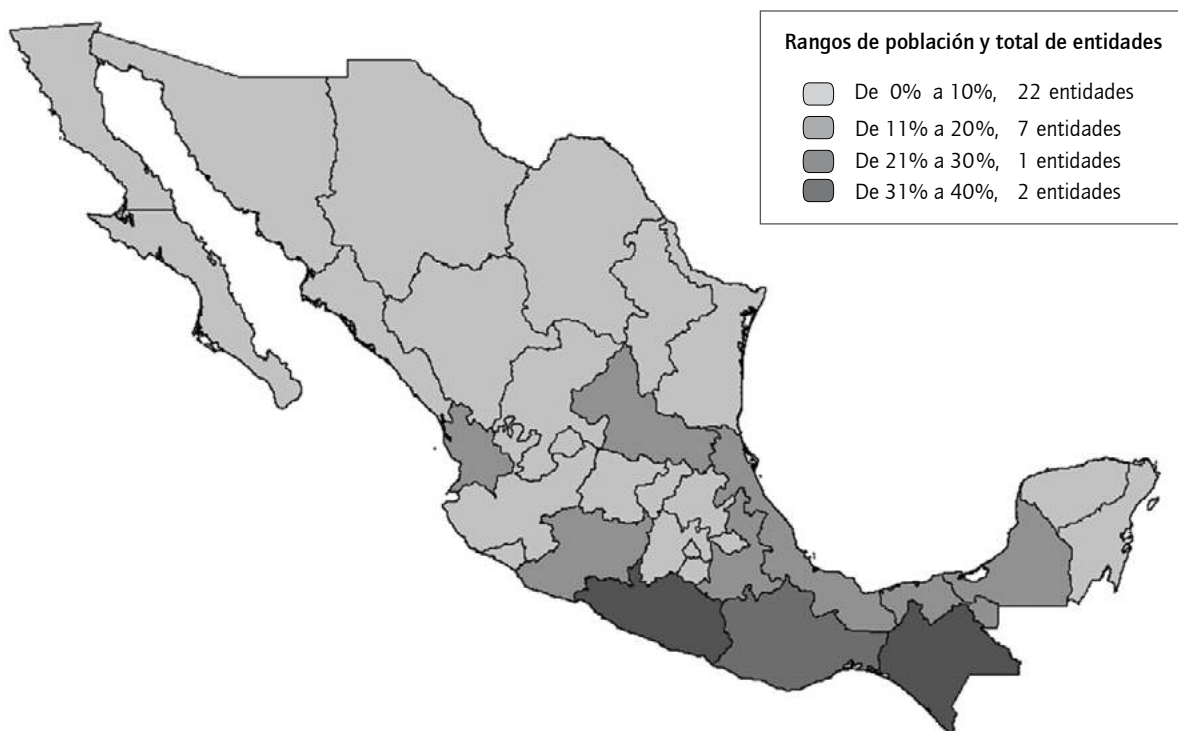 Rangos de población y total de entidades
De 0% a 10%, 22 entidades
De 11% a 20%, 7 entidades
De 21% a 30%, 1 entidades
De 31% a 40%, 2 entidades